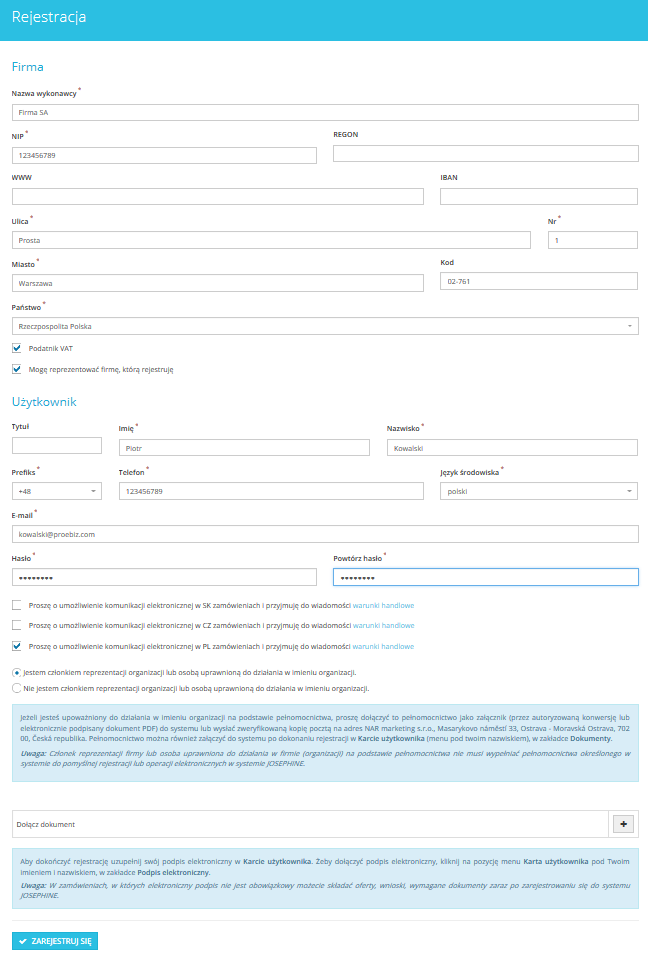 Rejestracja
Firma
Nazwa wykonawcy *
Firma SA
NIP * REGON
123456789
WWW IBAN
Ulica * Nr *
Prosta 1
Miasto * Kod
Warszawa 02-761
Państwo *
Rzeczpospolita Polska
Podatnik VAT
Mogę reprezentować firmę, którą rejestruję
Użytkownik
Tytuł Imię * Nazwisko *
Piotr Kowalski
Prefiks * Telefon * Język środowiska *
+48 123456789 polski
E-mail *
kowalski@proebiz.com
Hasło * Powtórz hasło *
•••••••• ••••••••
Proszę o umożliwienie komunikacji elektronicznej w SK zamówieniach i przyjmuję do wiadomości warunki handlowe
Proszę o umożliwienie komunikacji elektronicznej w CZ zamówieniach i przyjmuję do wiadomości warunki handlowe
Proszę o umożliwienie komunikacji elektronicznej w PL zamówieniach i przyjmuję do wiadomości warunki handlowe
Jestem członkiem reprezentacji organizacji lub osobą uprawnioną do działania w imieniu organizacji.
Nie jestem członkiem reprezentacji organizacji lub osobą uprawnioną do działania w imieniu organizacji.
Jeżeli jesteś upoważniony do działania w imieniu organizacji na podstawie pełnomocnictwa, proszę dołączyć to pełnomocnictwo jako załącznik (przez autoryzowaną konwersję lub
elektronicznie podpisany dokument PDF) do systemu lub wysłać zweryfikowaną kopię pocztą na adres NAR marketing s.r.o., Masarykovo náměstí 33, Ostrava - Moravská Ostrava, 702
00, Česká republika. Pełnomocnictwo można również załączyć do systemu po dokonaniu rejestracji w Karcie użytkownika (menu pod twoim nazwiskiem), w zakładce Dokumenty.
Uwaga: Członek reprezentacji firmy lub osoba uprawniona do działania w firmie (organizacji) na podstawie pełnomocnictwa nie musi wypełniać pełnomocnictwa określonego w
systemie do pomyślnej rejestracji lub operacji elektronicznych w systemie JOSEPHINE.
Dołącz dokument
Aby dokończyć rejestrację uzupełnij swój podpis elektroniczny w Karcie użytkownika. Żeby dołączyć podpis elektroniczny, kliknij na pozycję menu Karta użytkownika pod Twoim
imieniem i nazwiskiem, w zakładce Podpis elektroniczny.
Uwaga: W zamówieniach, w których elektroniczny podpis nie jest obowiązkowy możecie składać oferty, wnioski, wymagane dokumenty zaraz po zarejestrowaniu się do systemu
JOSEPHINE.
ZAREJESTRUJ SIĘ